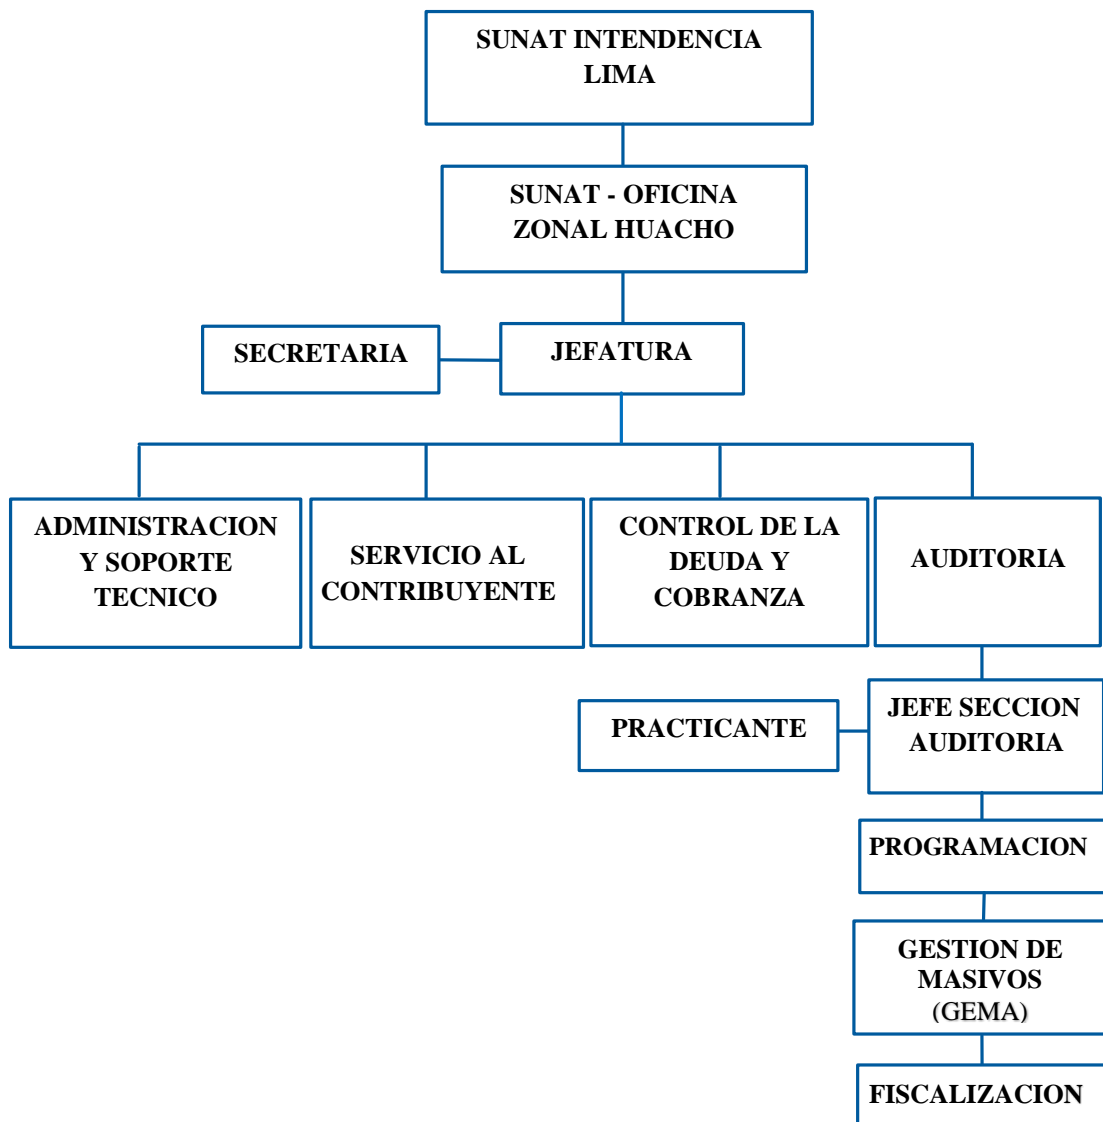 SUNAT INTENDENCIA
LIMA
SUNAT - OFICINA
ZONAL HUACHO
SECRETARIA
JEFATURA
ADMINISTRACION
Y SOPORTE
TECNICO
SERVICIO AL
CONTRIBUYENTE
CONTROL DE LA
DEUDA Y
COBRANZA
AUDITORIA
PRACTICANTE
JEFE SECCION
AUDITORIA
PROGRAMACION
GESTION DE
MASIVOS
(GEMA)
FISCALIZACION